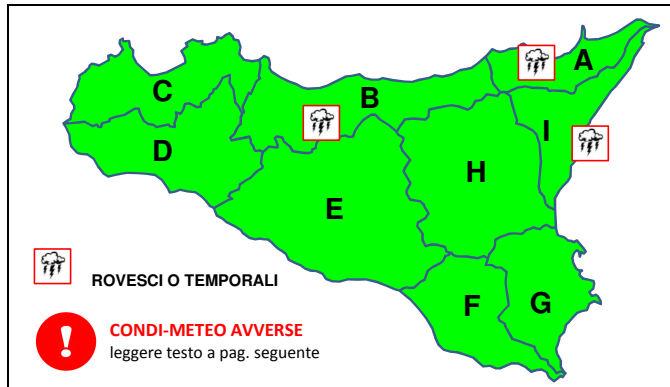 A
C
B
I
D
H
E
ROVESCI O TEMPORALI
F
G
CONDI-METEO AVVERSE
leggere testo a pag. seguente
!